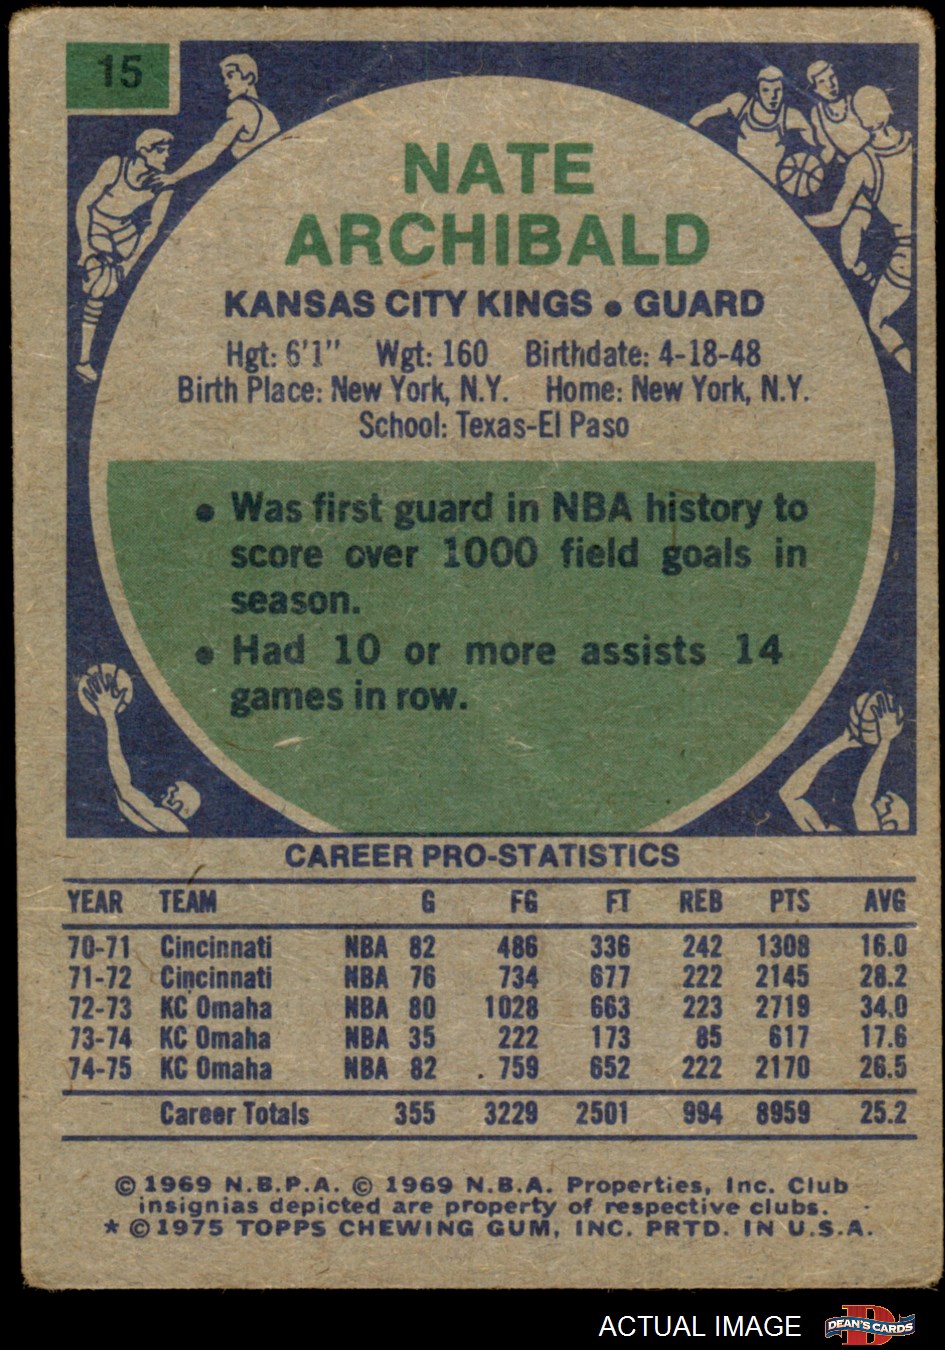 15
NATE
ARCHIBALD
KANSAS CITY KINGS • GUARD
Hgt: 6'1" Wgt: 160 Birthdate: 4-18-48
Birth Place: New York, N.Y. Home: New York, N.Y.
School: Texas-El Paso
• Was first guard in NBA history to
score over 1000 field goals in
season.
• Had 10 or more assists 14
games in row.
CAREER PRO-STATISTICS
YEAR TEAM G FG FT REB PTS AVG
70-71 Cincinnati NBA 82 486 336 242 1308 16.0
71-72 Cincinnati NBA 76 734 677 222 2145 28.2
72-73 KC Omaha NBA 80 1028 663 223 2719 34.0
73-74 KC Omaha NBA 35 222 173 85 617 17.6
74-75 KC Omaha NBA 82 759 652 222 2170 26.5
Career Totals 355 3229 2501 994 8959 25.2
© 1969 N.B.P.A. © 1969 N.B.A. Properties, Inc. Club
insignias depicted are property of respective clubs.
* © 1975 TOPPS CHEWING GUM, INC. PRTD. IN U.S.A.
ACTUAL IMAGE D DEAN'S CARDS